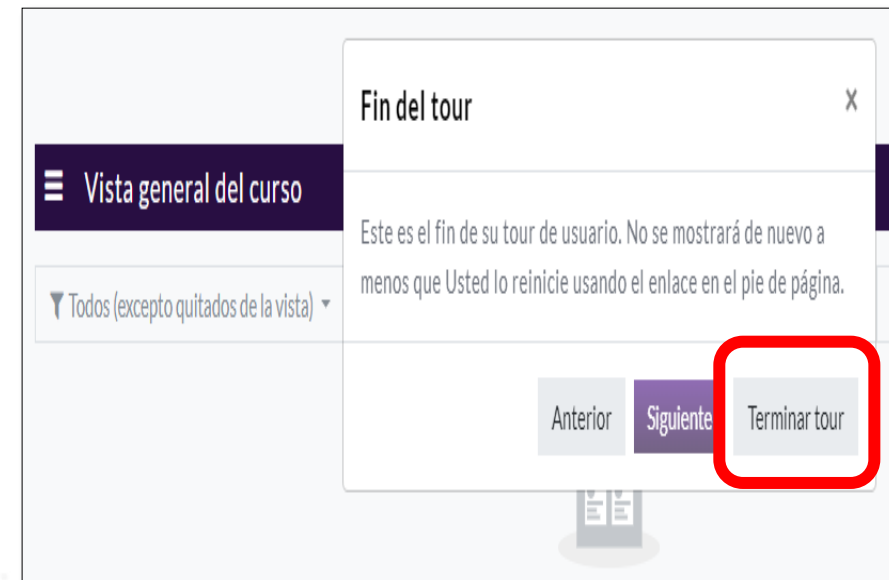 Fin del tour
x
Vista general del curso
Este es el fin de su tour de usuario. No se mostrará de nuevo a
menos que Usted lo reinicie usando el enlace en el pie de página.
Todos (excepto quitados de la vista)
Anterior Siguiente Terminar tour